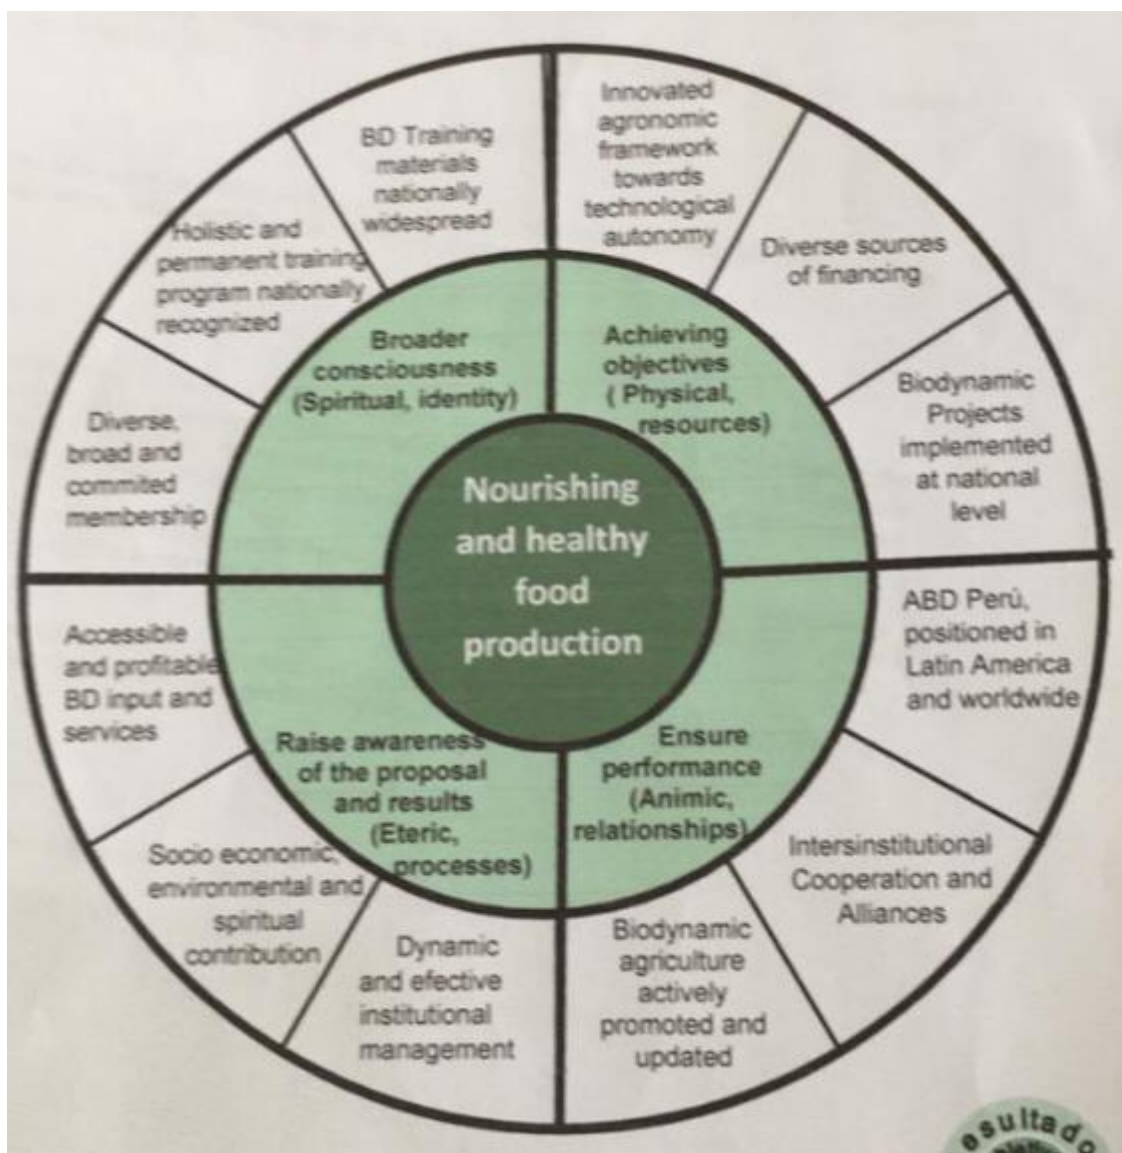 Innovated
agronomic
framework
towards
technological
autonomy
Diverse sources
of financing
Biodynamic
Projects
implemented
at national
level
ABD Perú,
positioned in
Latin America
and worldwide
Intersinstitutional
Cooperation and
Alliances
Biodynamic
agriculture
actively
promoted and
updated
Dynamic
and efective
institutional
management
Socio economic,
environmental and
spiritual
contribution
Accessible
and profitable
BD input and
services
Diverse,
broad and
commited
membership
Holistic and
permanent training
program nationally
recognized
BD Training
materials
nationally
widespread
Broader
consciousness
(Spiritual, identity)
Achieving
objectives
( Physical,
resources)
Ensure
performance
(Animic,
relationships)
Raise awareness
of the proposal
and results
(Eteric,
processes)
Nourishing
and healthy
food
production
esultado